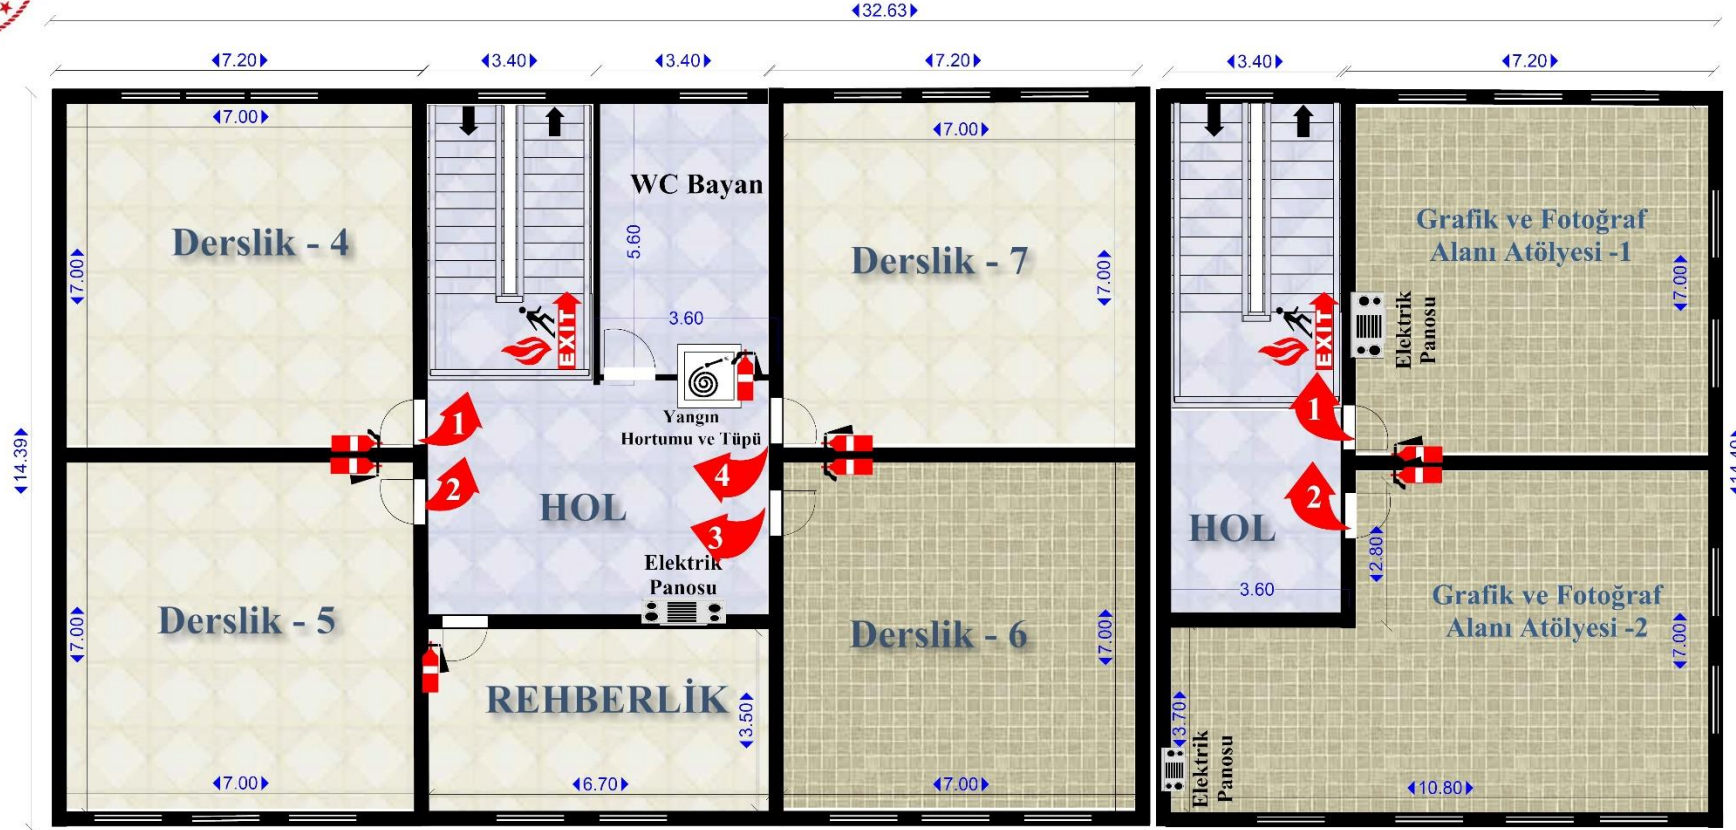 32.63
7.20
3.40
3.40
7.20
3.40
7.20
7.00
7.00
WC Bayan
Derslik - 4
5.60
Derslik - 7
Grafik ve Fotoğraf
Alanı Atölyesi -1
7.00
7.00
7.00
3.60
EXIT
EXIT
Elektrik
Panosu
1
Yangın
Hortumu ve Tüpü
1
14.39
4
2
HOL
3
2
HOL
Elektrik
Panosu
2.80
3.60
Grafik ve Fotoğraf
Alanı Atölyesi -2
Derslik - 5
7.00
Derslik - 6
7.00
7.00
REHBERLİK
3.50
3.70
Elektrik
Panosu
7.00
6.70
7.00
10.80